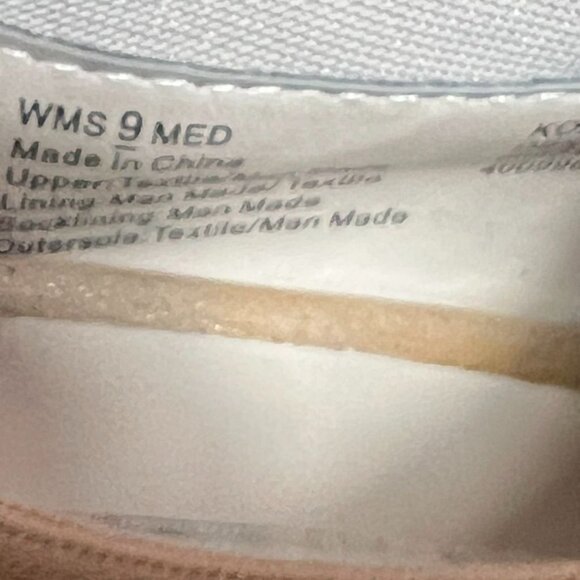 WMS 9 MED
Made in China
Upper Textile/Man Made/Textile
Lining Man Made
Backlining Man Made
Outersole Textile/Man Made